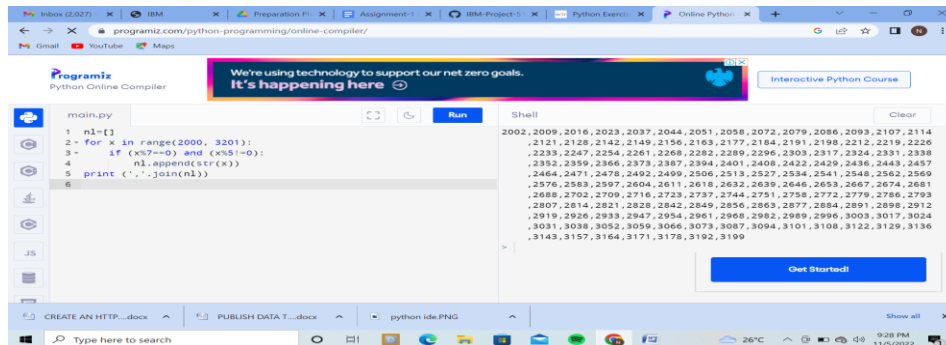 Inbox (2,027)
IBM
Preparation
Assignment-
IBM-Project-5
Python Exerci
Online Python
programiz.com/python-programming/online-compiler/
Gmail YouTube Maps
Programiz
Python Online Compiler
We're using technology to support our net zero goals.
It's happening here
Interactive Python Course
main.py
Run
Shell
Clear
1 nl=[]
2 for x in range(2000, 3201):
3 if (x%7==0) and (x%5!=0):
4 nl.append(str(x))
5 print (','.join(nl))
6
2002,2009,2016,2023,2037,2044,2051,2058,2072,2079,2086,2093,2107,2114
,2121,2128,2142,2149,2156,2163,2177,2184,2191,2198,2212,2219,2226
,2233,2247,2254,2261,2268,2282,2289,2296,2303,2317,2324,2331,2338
,2352,2359,2366,2373,2387,2394,2401,2408,2422,2429,2436,2443,2457
,2464,2471,2478,2492,2499,2506,2513,2527,2534,2541,2548,2562,2569
,2576,2583,2597,2604,2611,2618,2632,2639,2646,2653,2667,2674,2681
,2688,2702,2709,2716,2723,2737,2744,2751,2758,2772,2779,2786,2793
,2807,2814,2821,2828,2842,2849,2856,2863,2877,2884,2891,2898,2912
,2919,2926,2933,2947,2954,2961,2968,2982,2989,2996,3003,3017,3024
,3031,3038,3052,3059,3066,3073,3087,3094,3101,3108,3122,3129,3136
,3143,3157,3164,3171,3178,3192,3199
>
JS
Get Started!
CREATE AN HTTP....docx
PUBLISH DATA T....docx
python ide.PNG
Show all
Type here to search
26°C
9:28 PM
11/5/2022